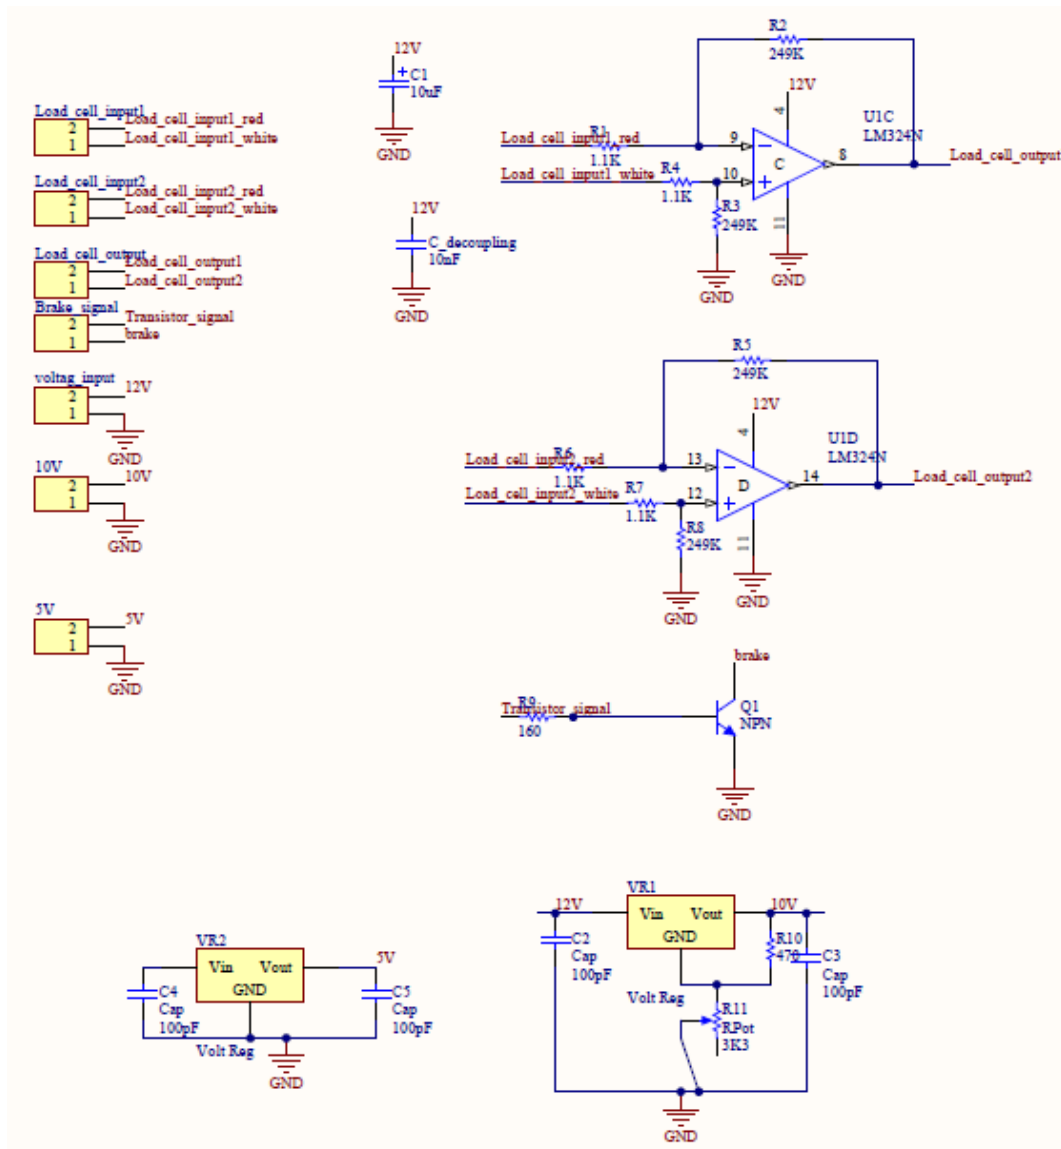 12V
C1
10uF
GND
Load_cell_input1
2
1
Load_cell_input1_red
Load_cell_input1_white
Load_cell_input2
2
1
Load_cell_input2_red
Load_cell_input2_white
12V
C_decoupling
10nF
GND
Load_cell_output
2
1
Load_cell_output1
Load_cell_output2
Brake_signal
2
1
Transistor_signal
brake
voltag_input
2
1
12V
GND
10V
2
1
10V
GND
5V
2
1
5V
GND
R2
249K
12V
4
U1C
LM324N
Load_cell_input1_red
R1
1.1K
9
C
8
Load_cell_output
Load_cell_input1_white
R4
1.1K
10
R3
249K
11
GND
GND
R5
249K
12V
4
U1D
LM324N
Load_cell_input2_red
R6
1.1K
13
D
14
Load_cell_output2
Load_cell_input2_white
R7
1.1K
12
R8
249K
11
GND
GND
brake
Transistor_signal
R9
160
Q1
NPN
GND
VR1
12V
Vin
Vout
GND
10V
C2
Cap
100pF
R10
470
C3
Cap
100pF
Volt Reg
R11
RPot
3K3
GND
VR2
Vin
Vout
GND
5V
C4
Cap
100pF
C5
Cap
100pF
Volt Reg
GND